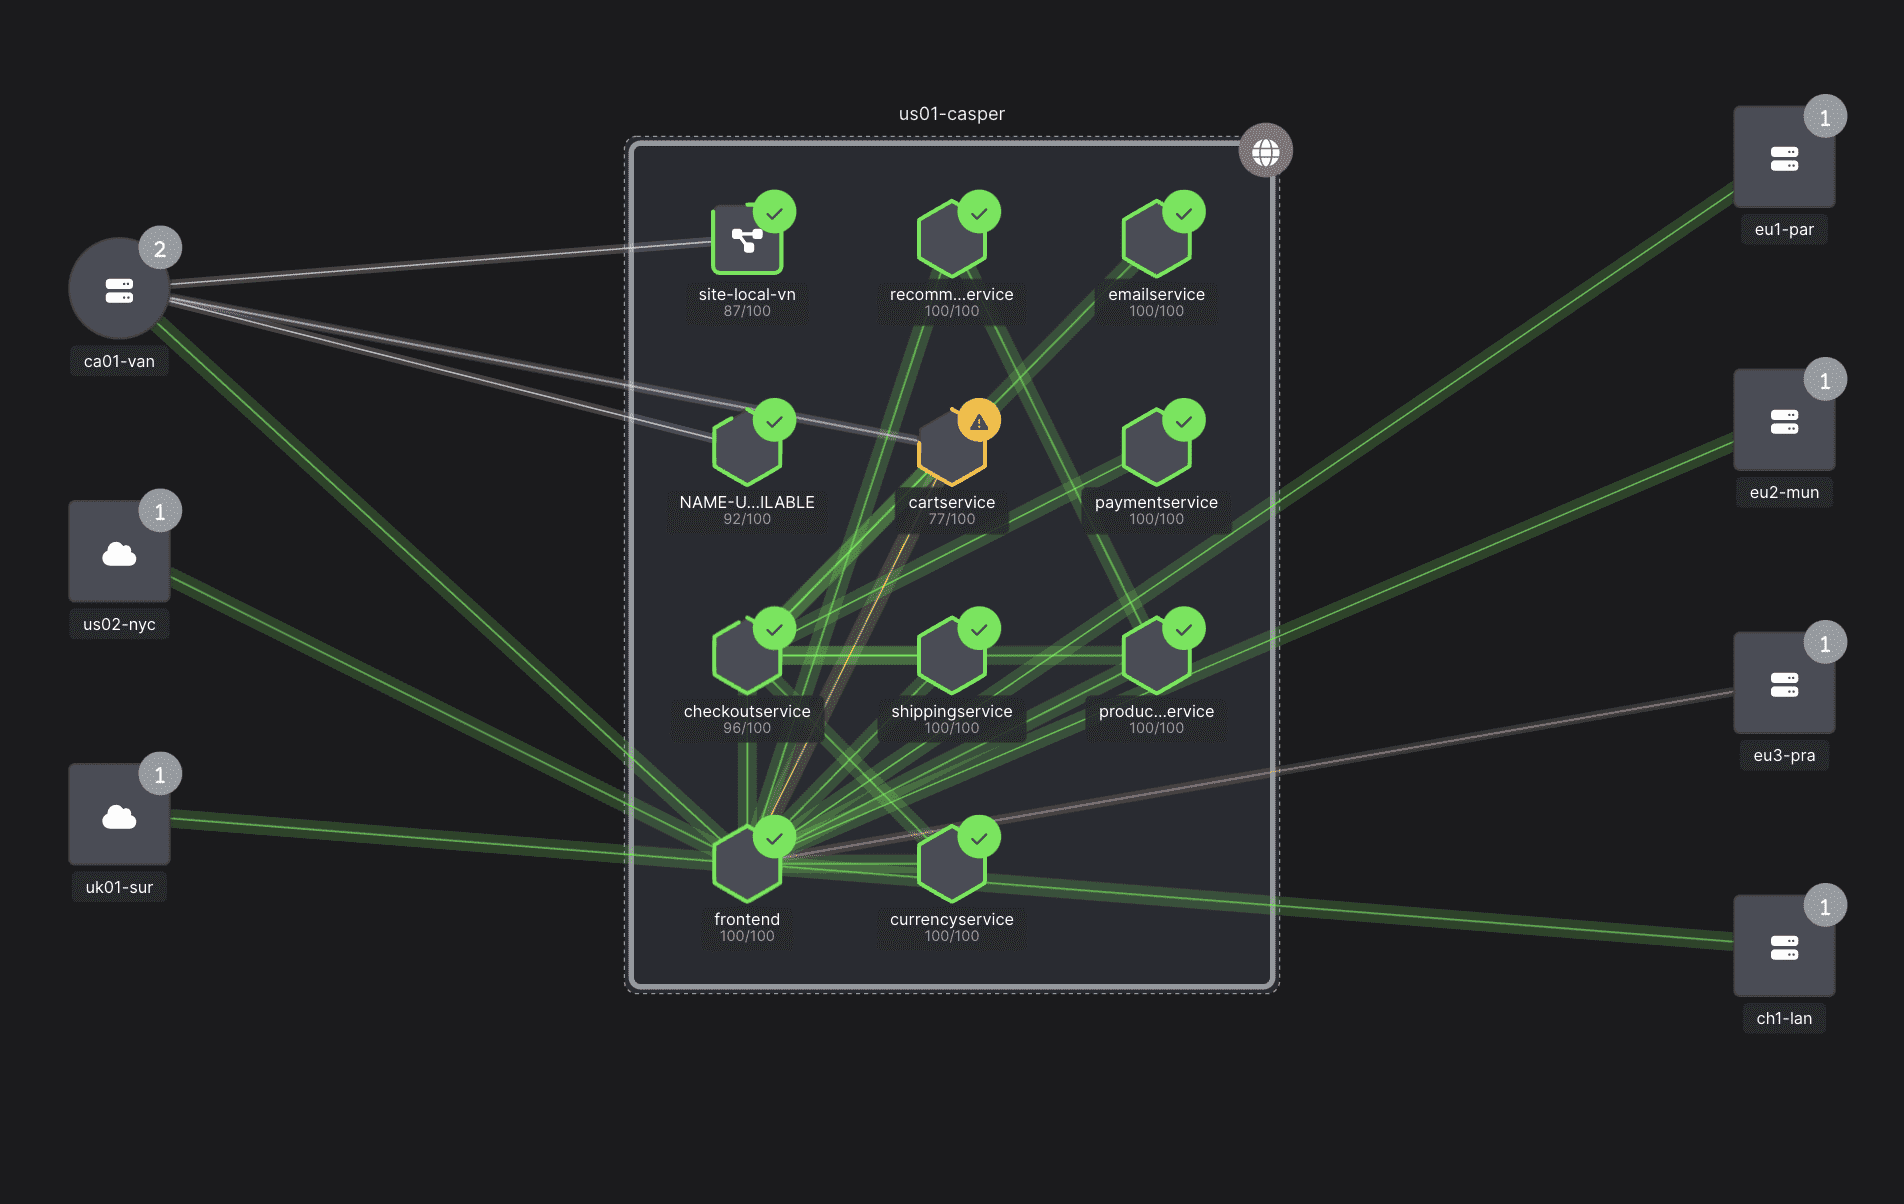 us01-casper
site-local-vn
87/100
recomm...ervice
100/100
emailservice
100/100
NAME-U...ILABLE
92/100
cartservice
77/100
paymentservice
100/100
checkoutservice
96/100
shippingservice
100/100
produc...ervice
100/100
frontend
100/100
currencyservice
100/100
2
ca01-van
1
us02-nyc
1
uk01-sur
1
eu1-par
1
eu2-mun
1
eu3-pra
1
ch1-lan